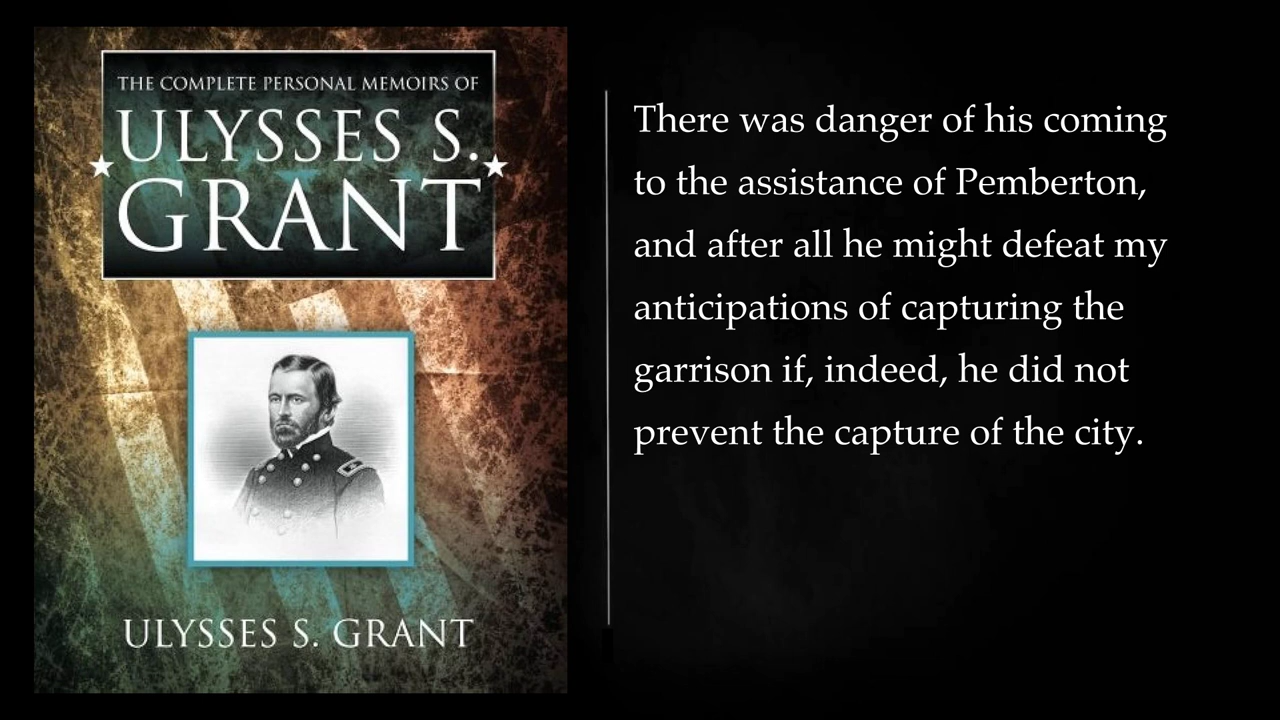 THE COMPLETE PERSONAL MEMOIRS OF
ULYSSES S.
GRANT
ULYSSES S. GRANT
There was danger of his coming
to the assistance of Pemberton,
and after all he might defeat my
anticipations of capturing the
garrison if, indeed, he did not
prevent the capture of the city.